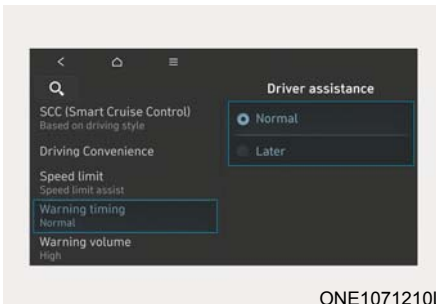 Driver assistance
SCC (Smart Cruise Control)
Based on driving style
Driving Convenience
Speed limit
Speed limit assist
Warning timing
Normal
Warning volume
High
Normal
Later
ONE1071210